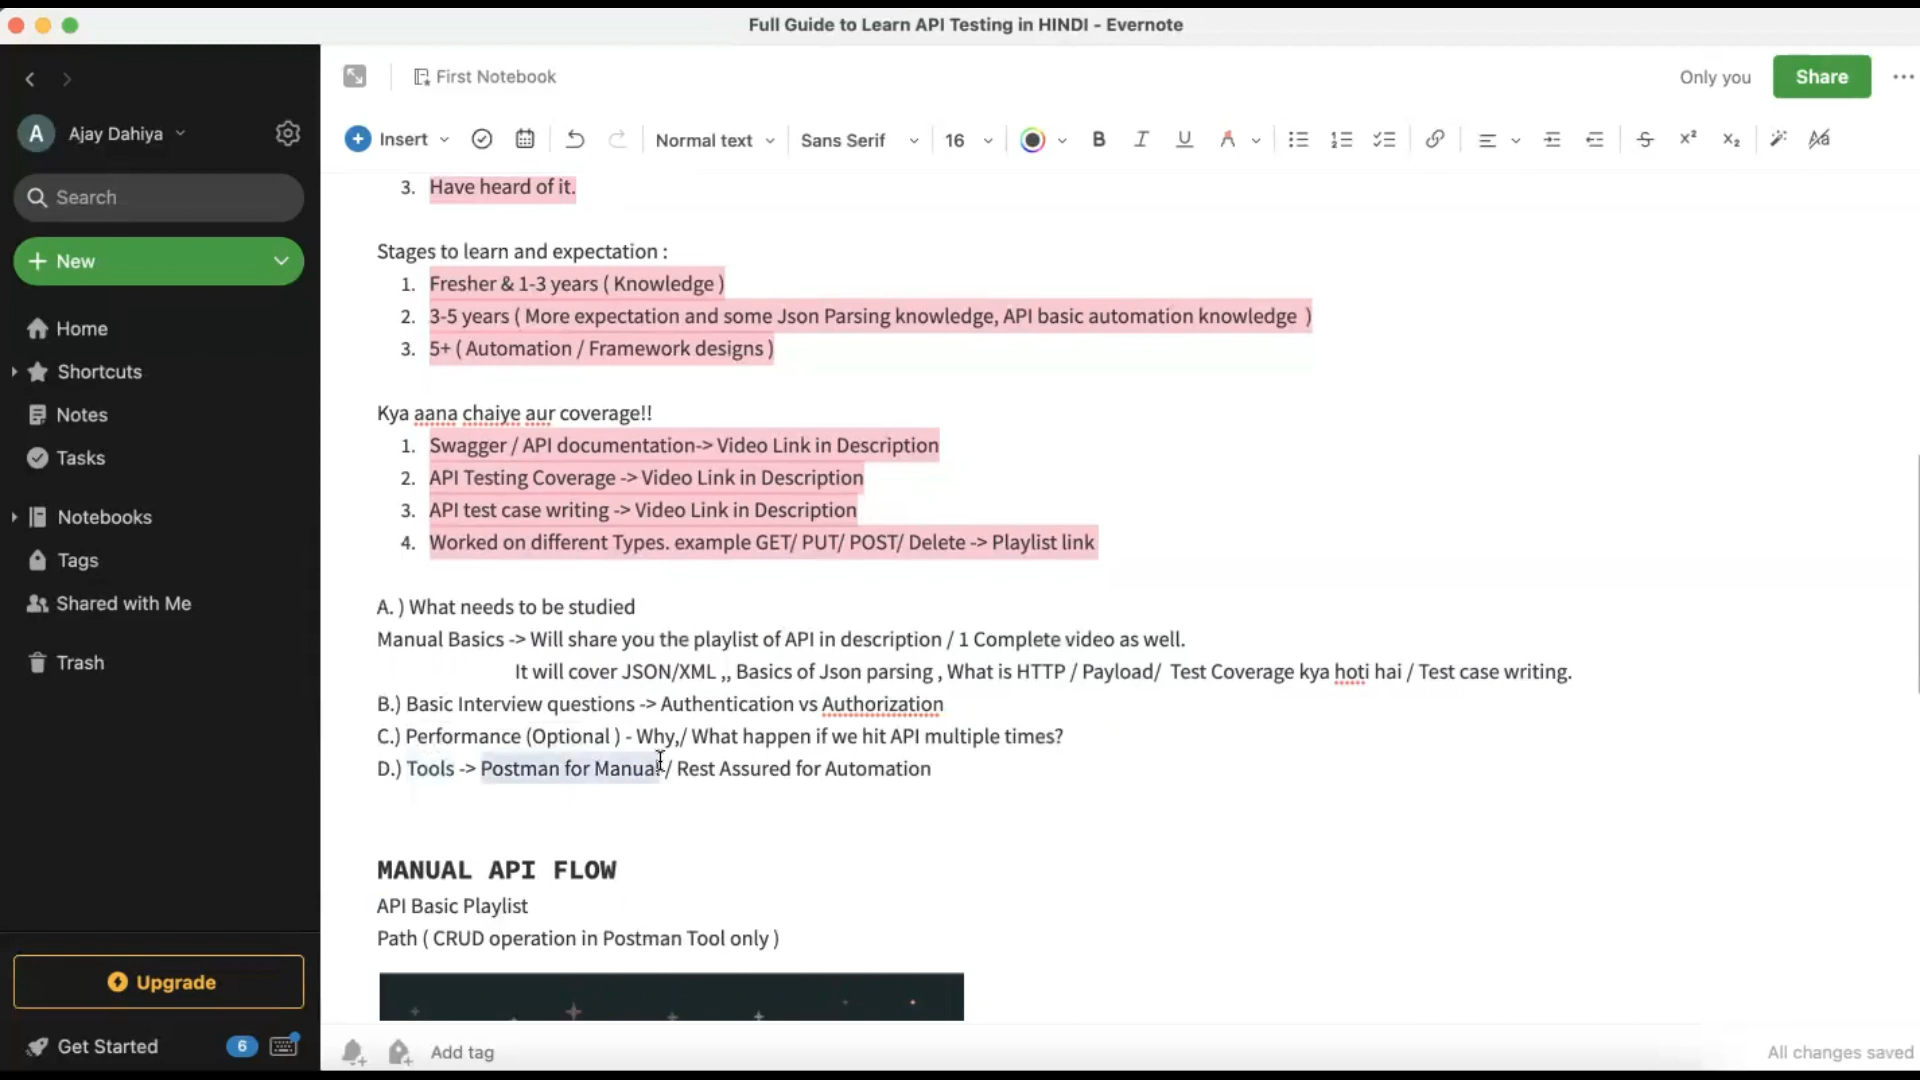 Full Guide to Learn API Testing in HINDI - Evernote
First Notebook
Only you
Share
A
Ajay Dahiya
Insert
Normal text
Sans Serif
16
B
I
U
A
Search
New
Home
Shortcuts
Notes
Tasks
Notebooks
Tags
Shared with Me
Trash
Upgrade
Get Started
6
3. Have heard of it.
Stages to learn and expectation :
1. Fresher & 1-3 years ( Knowledge )
2. 3-5 years ( More expectation and some Json Parsing knowledge, API basic automation knowledge )
3. 5+ ( Automation / Framework designs )
Kya aana chaiye aur coverage!!
1. Swagger / API documentation-> Video Link in Description
2. API Testing Coverage -> Video Link in Description
3. API test case writing -> Video Link in Description
4. Worked on different Types. example GET/ PUT/ POST/ Delete -> Playlist link
A. ) What needs to be studied
Manual Basics -> Will share you the playlist of API in description / 1 Complete video as well.
It will cover JSON/XML ,, Basics of Json parsing , What is HTTP / Payload/ Test Coverage kya hoti hai / Test case writing.
B.) Basic Interview questions -> Authentication vs Authorization
C.) Performance (Optional ) - Why,/ What happen if we hit API multiple times?
D.) Tools -> Postman for Manual / Rest Assured for Automation
MANUAL API FLOW
API Basic Playlist
Path ( CRUD operation in Postman Tool only )
Add tag
All changes saved